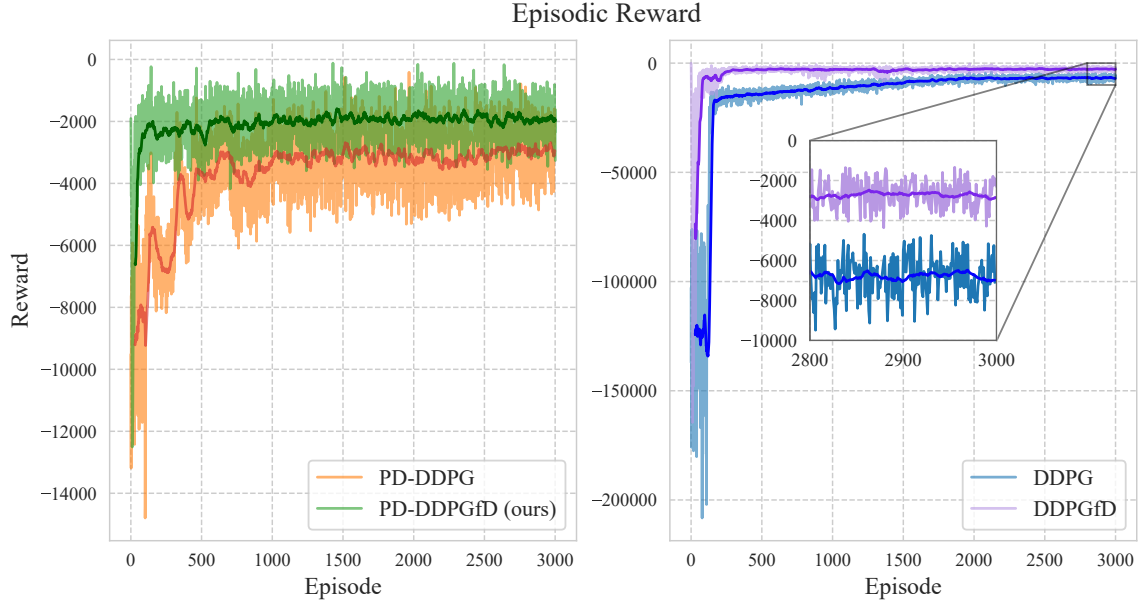 Episodic Reward
Reward
0
−2000
−4000
−6000
−8000
−10000
−12000
−14000
0 500 1000 1500 2000 2500 3000
Episode
PD-DDPG
PD-DDPGfD (ours)
0
−50000
−100000
−150000
−200000
0 500 1000 1500 2000 2500 3000
Episode
0
−2000
−4000
−6000
−8000
−10000
2800 2900 3000
DDPG
DDPGfD